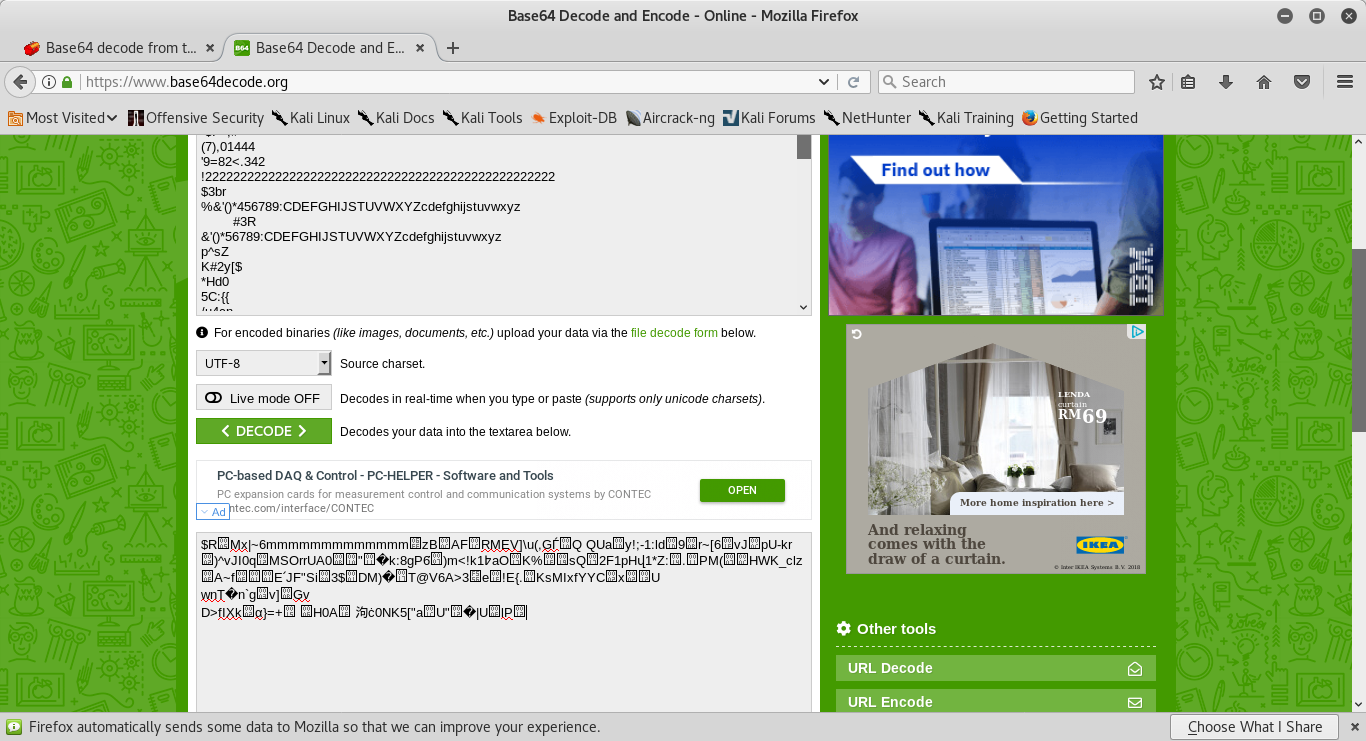 Base64 Decode and Encode - Online - Mozilla Firefox
Base64 decode from t...
B64
Base64 Decode and E...
https://www.base64decode.org
Search
Most Visited
Offensive Security
Kali Linux
Kali Docs
Kali Tools
Exploit-DB
Aircrack-ng
Kali Forums
NetHunter
Kali Training
Getting Started
(7),01444
'9=82<.342
!22222222222222222222222222222222222222222222222222
$3br
%&'()*456789:CDEFGHIJSTUVWXYZcdefghijstuvwxyz
#3R
&'()*56789:CDEFGHIJSTUVWXYZcdefghijstuvwxyz
p^sZ
K#2y[$
*Hd0
5C:{{
For encoded binaries (like images, documents, etc.) upload your data via the file decode form below.
UTF-8
Source charset.
Live mode OFF
Decodes in real-time when you type or paste (supports only unicode charsets).
DECODE
Decodes your data into the textarea below.
PC-based DAQ & Control - PC-HELPER - Software and Tools
PC expansion cards for measurement control and communication systems by CONTEC
ntec.com/interface/CONTEC
OPEN
Ad
Find out how
IBM
LENDA
curtain
RM69
More home inspiration here >
And relaxing
comes with the
draw of a curtain.
IKEA
© Inter IKEA Systems B.V. 2018
Other tools
URL Decode
URL Encode
Firefox automatically sends some data to Mozilla so that we can improve your experience.
Choose What I Share